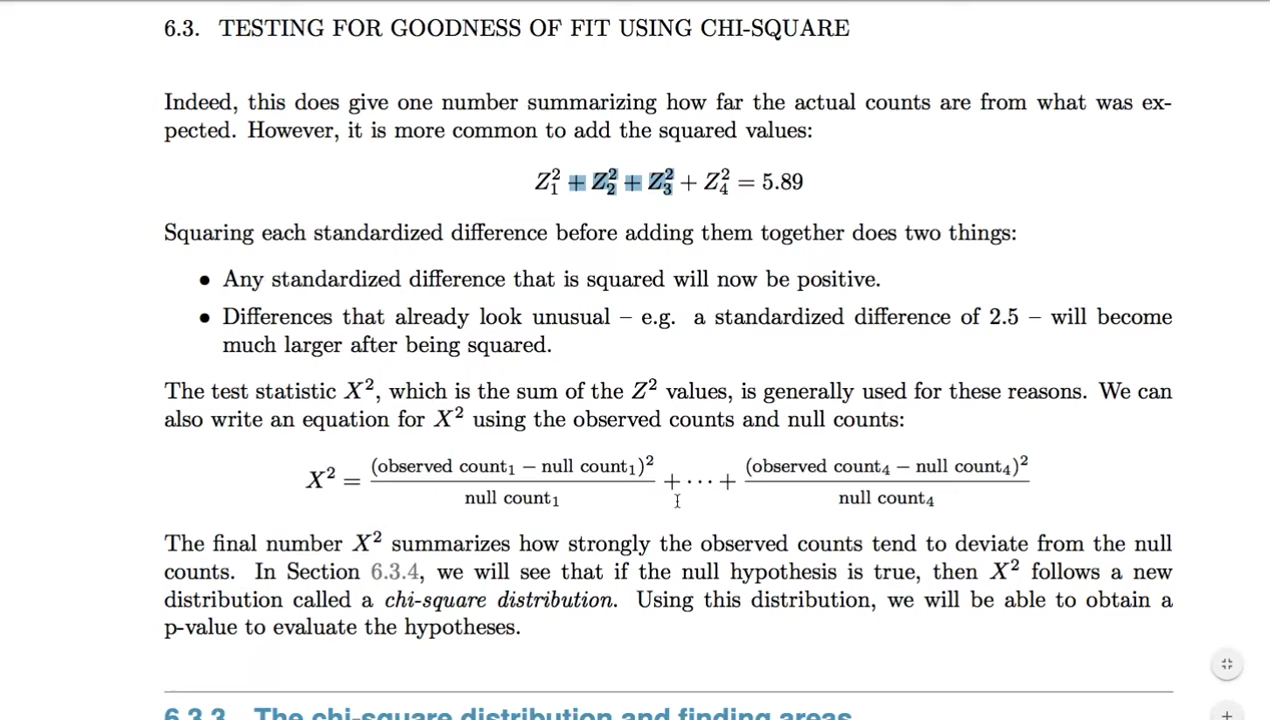 6.3. TESTING FOR GOODNESS OF FIT USING CHI-SQUARE
Indeed, this does give one number summarizing how far the actual counts are from what was ex-
pected. However, it is more common to add the squared values:
Z₁² + Z₂² + Z₃² + Z₄² = 5.89
Squaring each standardized difference before adding them together does two things:
• Any standardized difference that is squared will now be positive.
• Differences that already look unusual – e.g. a standardized difference of 2.5 – will become
much larger after being squared.
The test statistic X², which is the sum of the Z² values, is generally used for these reasons. We can
also write an equation for X² using the observed counts and null counts:
X² = (observed count₁ − null count₁)² / null count₁ + ⋯ + (observed count₄ − null count₄)² / null count₄
The final number X² summarizes how strongly the observed counts tend to deviate from the null
counts. In Section 6.3.4, we will see that if the null hypothesis is true, then X² follows a new
distribution called a chi-square distribution. Using this distribution, we will be able to obtain a
p-value to evaluate the hypotheses.
6.3.3 The chi-square distribution and finding areas